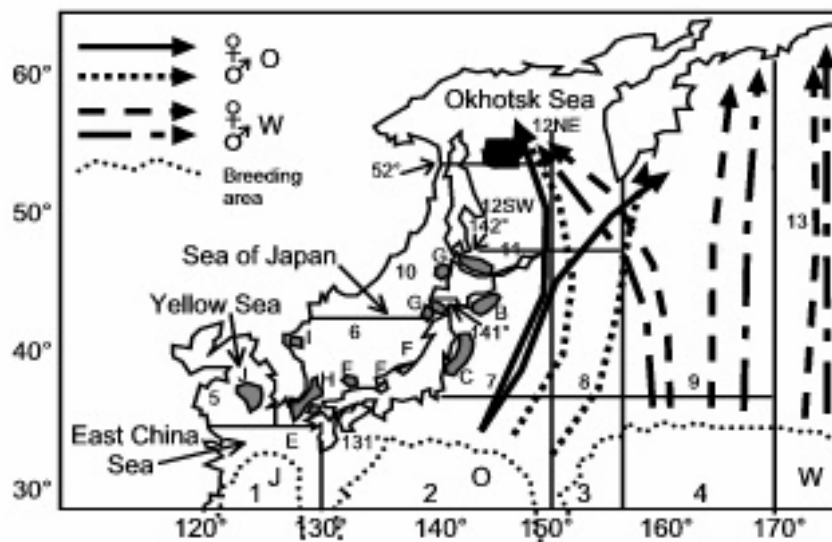 60°
50°
40°
30°
120°
130°
140°
150°
160°
170°
♀
♂
O
♀
♂
W
Breeding
area
Okhotsk Sea
12NE
52°
12SW
142°
11
13
Sea of Japan
10
G
G
B
141°
Yellow Sea
I
6
F
F
F
H
C
7
8
9
5
East China
Sea
E
131°
J
1
2
O
3
4
W